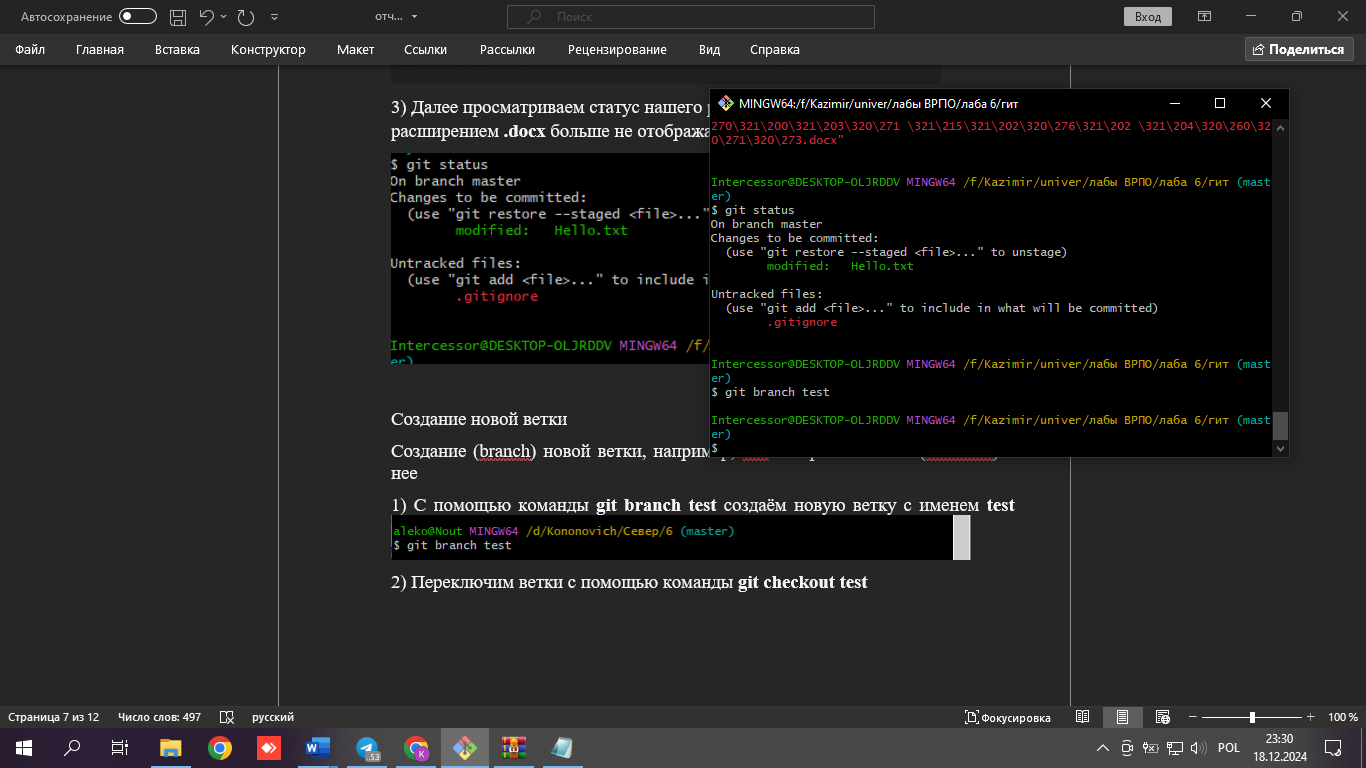 Автосохранение
отч...
Поиск
Вход
Файл Главная Вставка Конструктор Макет Ссылки Рассылки Рецензирование Вид Справка Поделиться
3) Далее просматриваем статус нашего
расширением .docx больше не
$ git status
On branch master
Changes to be committed:
(use "git restore --staged <file>..."
modified: Hello.txt
Untracked files:
(use "git add <file>..." to include
.gitignore
Intercessor@DESKTOP-OLJRDDV MINGW64 /f/
er)
Создание новой ветки
Создание (branch) новой ветки,
нее
1) С помощью команды git branch test создаём новую ветку с именем test
aleko@Nout MINGW64 /d/Kononovich/Север/6 (master)
$ git branch test
2) Переключим ветки с помощью команды git checkout test
MINGW64:/f/Kazimir/univer/лабы ВРПО/лаба 6/гит
270\321\200\321\203\320\271 \321\215\321\202\320\276\321\202 \321\204\320\260\32
0\271\320\273.docx"
Intercessor@DESKTOP-OLJRDDV MINGW64 /f/Kazimir/univer/лабы ВРПО/лаба 6/гит (mast
er)
$ git status
On branch master
Changes to be committed:
(use "git restore --staged <file>..." to unstage)
modified: Hello.txt
Untracked files:
(use "git add <file>..." to include in what will be committed)
.gitignore
Intercessor@DESKTOP-OLJRDDV MINGW64 /f/Kazimir/univer/лабы ВРПО/лаба 6/гит (mast
er)
$ git branch test
Intercessor@DESKTOP-OLJRDDV MINGW64 /f/Kazimir/univer/лабы ВРПО/лаба 6/гит (mast
er)
$
Страница 7 из 12 Число слов: 497 русский Фокусировка 100 %
53
K
POL
23:30
18.12.2024